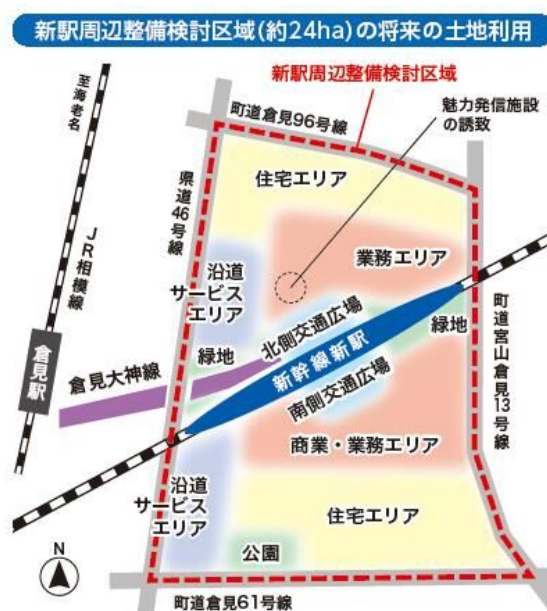 新駅周辺整備検討区域(約24ha)の将来の土地利用
新駅周辺整備検討区域
至海老名
町道倉見96号線
魅力発信施設
の誘致
県道46号線
住宅エリア
JR相模線
業務エリア
沿道
サービス
エリア
北側交通広場
緑地
緑地
町道宮山倉見13号線
倉見駅
倉見大神線
新幹線新駅
南側交通広場
商業・業務エリア
沿道
サービス
エリア
住宅エリア
公園
N
町道倉見61号線